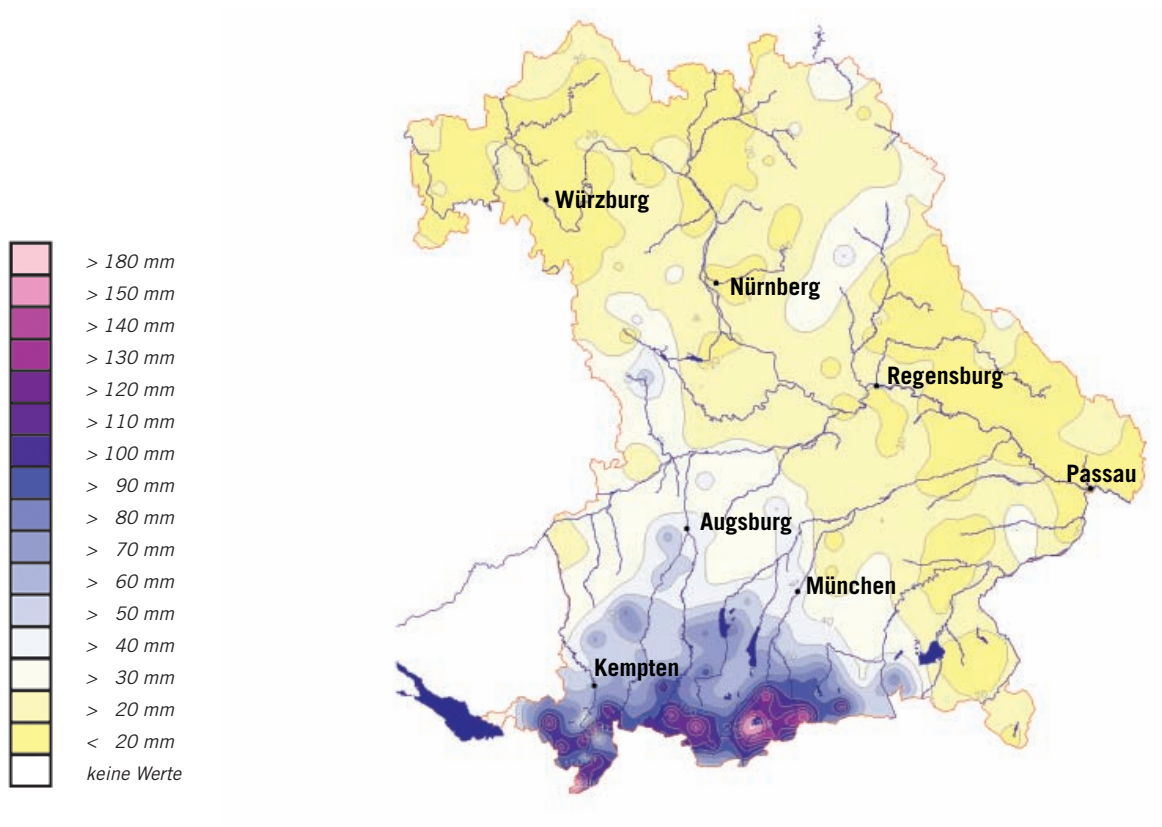 > 180 mm
> 150 mm
> 140 mm
> 130 mm
> 120 mm
> 110 mm
> 100 mm
> 90 mm
> 80 mm
> 70 mm
> 60 mm
> 50 mm
> 40 mm
> 30 mm
> 20 mm
< 20 mm
keine Werte
Würzburg
Nürnberg
Regensburg
Passau
Augsburg
München
Kempten